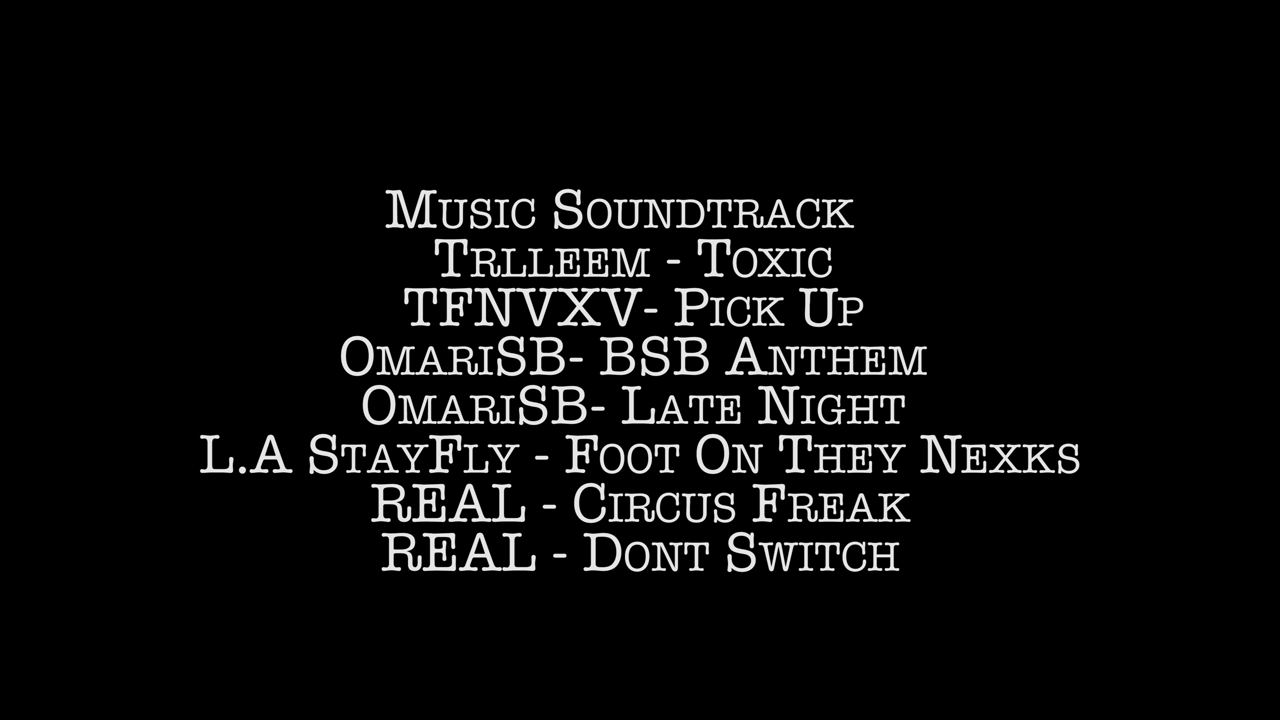 Music Soundtrack
Trlleem - Toxic
TFNVXV- Pick Up
OmariSB- BSB Anthem
OmariSB- Late Night
L.A StayFly - Foot On They Nexks
REAL - Circus Freak
REAL - Dont Switch